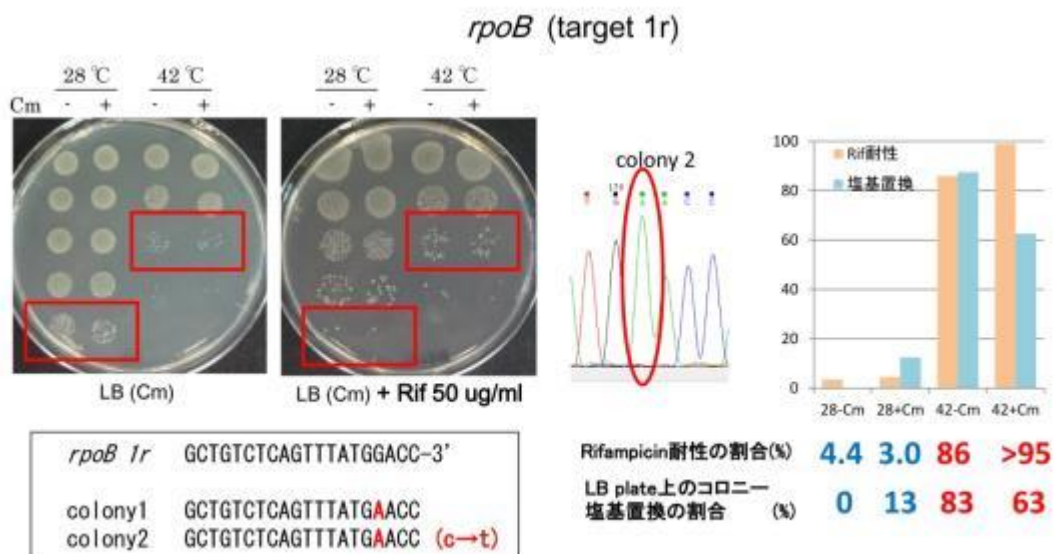 rpoB (target 1r)
28 ℃ 42 ℃ 28 ℃ 42 ℃
Cm - + - + - + - +
LB (Cm)
LB (Cm) + Rif 50 ug/ml
colony 2
100
80
60
40
20
0
Rif耐性
塩基置換
28-Cm 28+Cm 42-Cm 42+Cm
rpoB 1r GCTGTCTCAGTTTATGGACC-3'
colony1 GCTGTCTCAGTTTATGAACC
colony2 GCTGTCTCAGTTTATGAACC (c→t)
Rifampicin耐性の割合(%) 4.4 3.0 86 >95
LB plate上のコロニー
塩基置換の割合 (%) 0 13 83 63